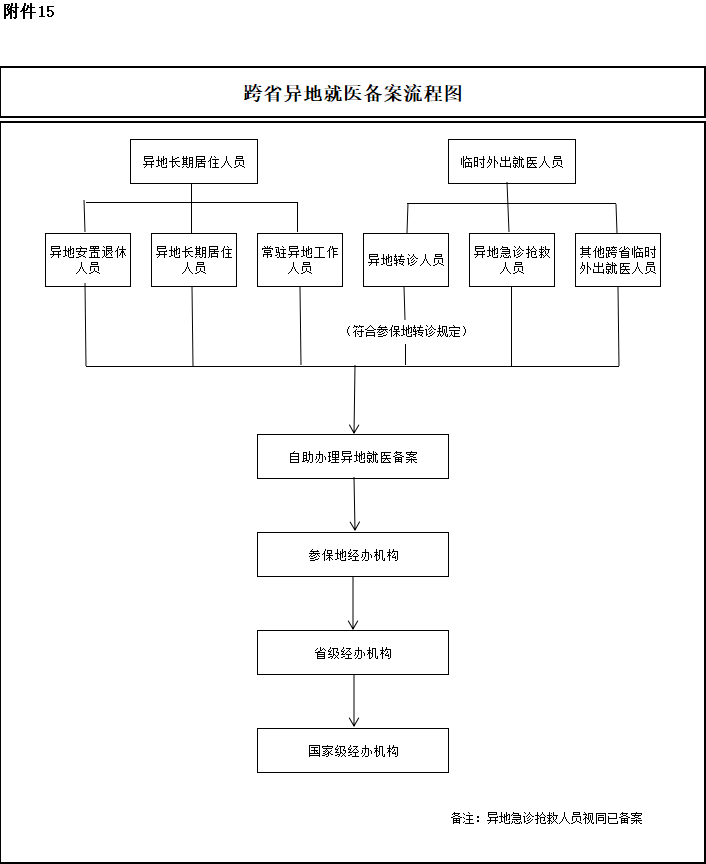 附件15
跨省异地就医备案流程图
异地长期居住人员
临时外出就医人员
异地安置退休
人员
异地长期居住
人员
常驻异地工作
人员
异地转诊人员
异地急诊抢救
人员
其他跨省临时
外出就医人员
（符合参保地转诊规定）
自助办理异地就医备案
参保地经办机构
省级经办机构
国家级经办机构
备注：异地急诊抢救人员视同已备案